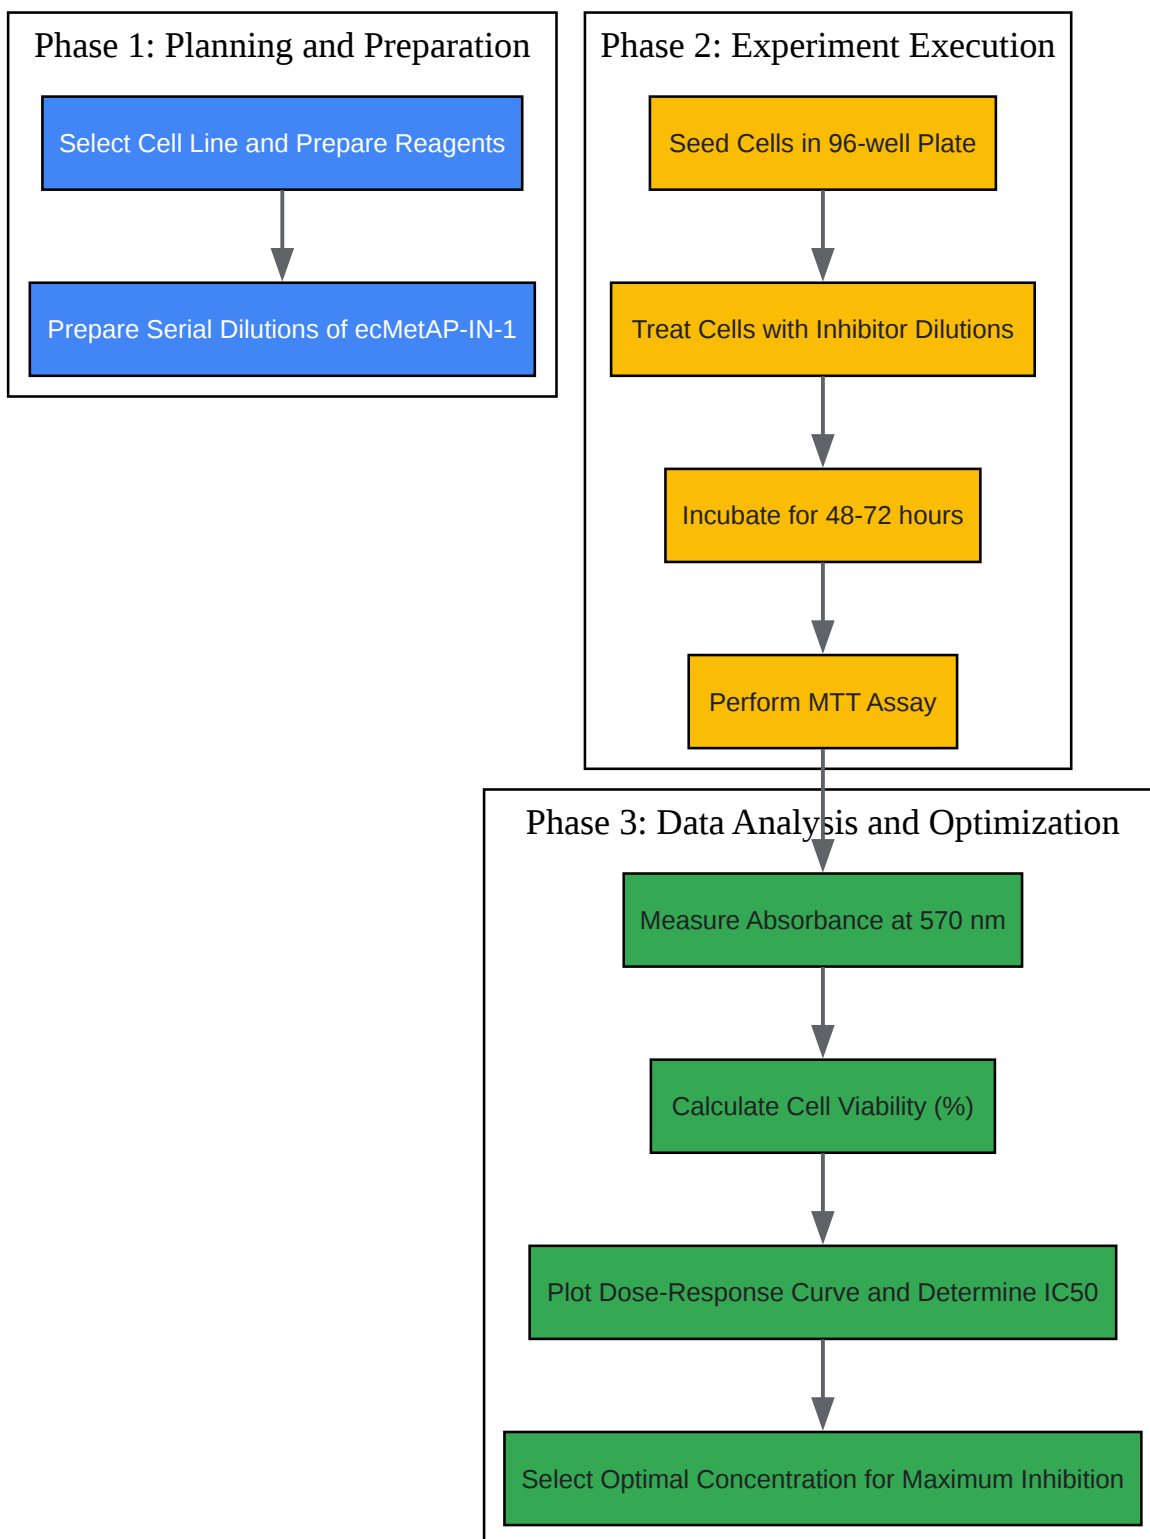 Phase 1: Planning and Preparation
Select Cell Line and Prepare Reagents
Prepare Serial Dilutions of ecMetAP-IN-1
Phase 2: Experiment Execution
Seed Cells in 96-well Plate
Treat Cells with Inhibitor Dilutions
Incubate for 48-72 hours
Perform MTT Assay
Phase 3: Data Analysis and Optimization
Measure Absorbance at 570 nm
Calculate Cell Viability (%)
Plot Dose-Response Curve and Determine IC50
Select Optimal Concentration for Maximum Inhibition